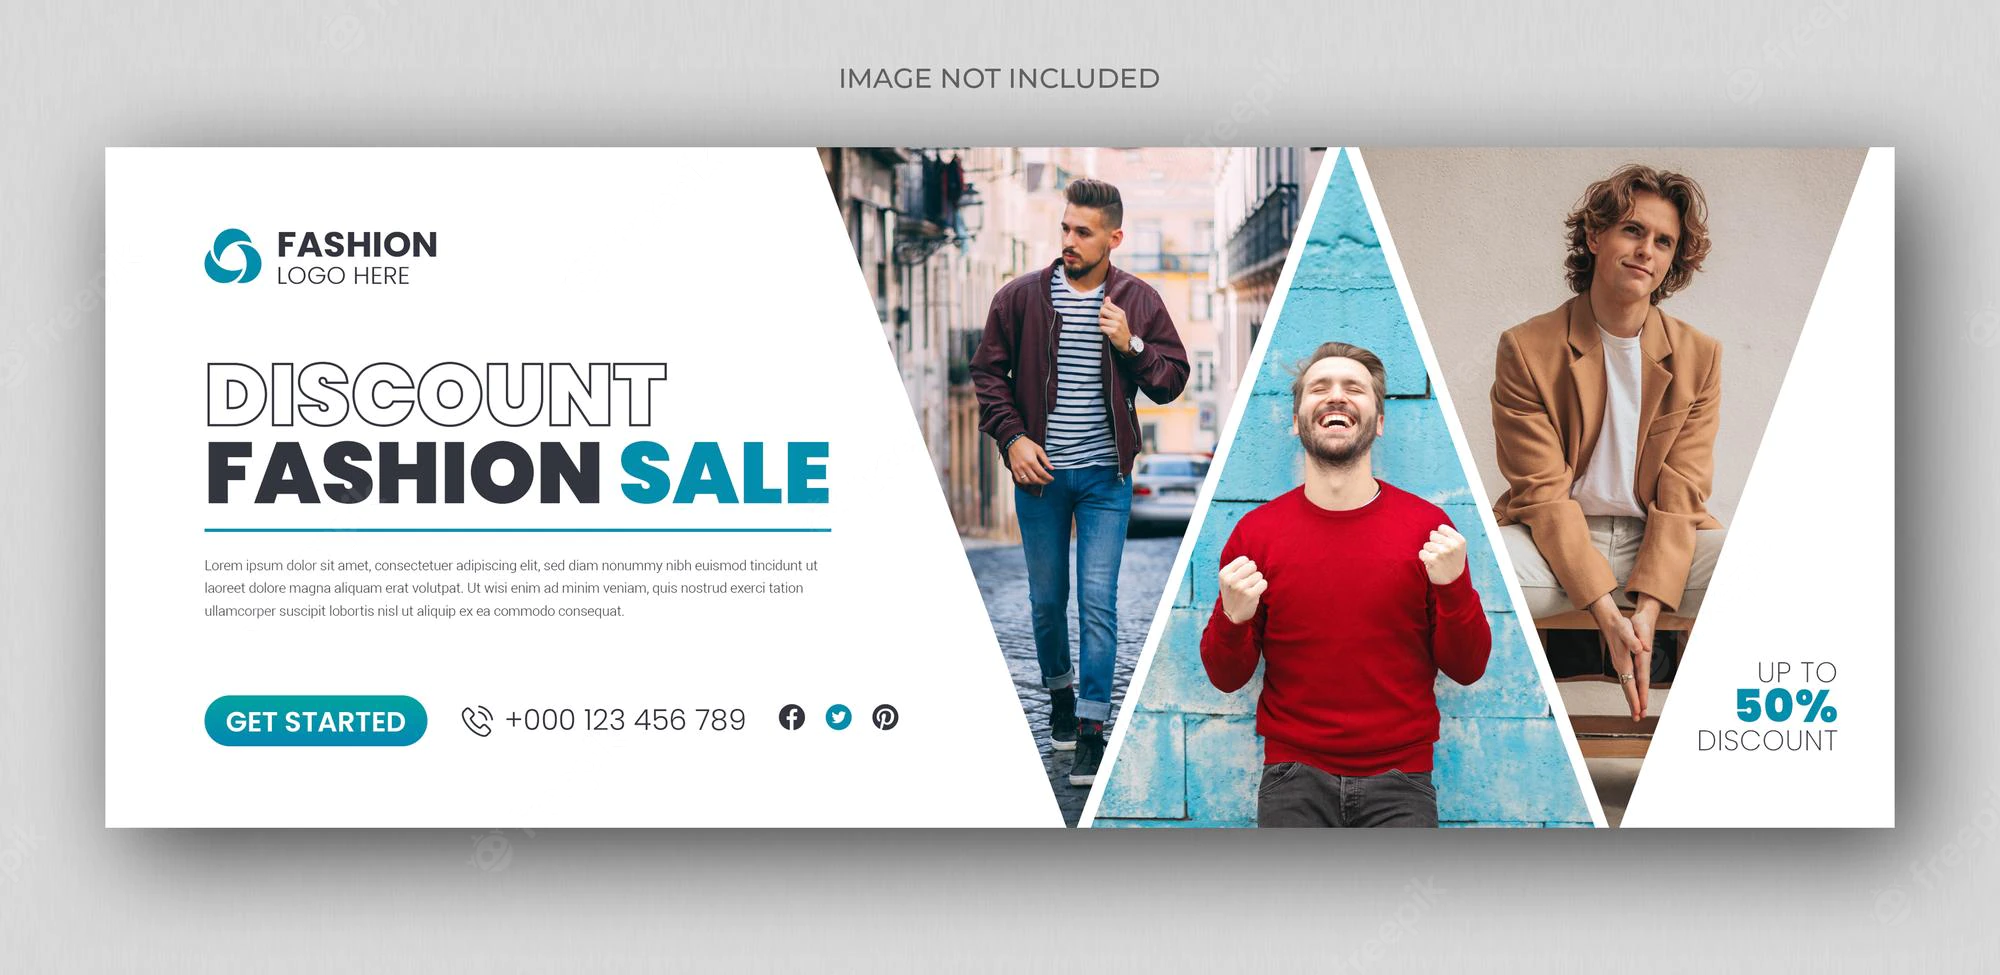 IMAGE NOT INCLUDED
FASHION
LOGO HERE
DISCOUNT
FASHION SALE
Lorem ipsum dolor sit amet, consectetuer adipiscing elit, sed diam nonummy nibh euismod tincidunt ut
laoreet dolore magna aliquam erat volutpat. Ut wisi enim ad minim veniam, quis nostrud exerci tation
ullamcorper suscipit lobortis nisl ut aliquip ex ea commodo consequat.
GET STARTED
+000 123 456 789
UP TO
50%
DISCOUNT
freepik